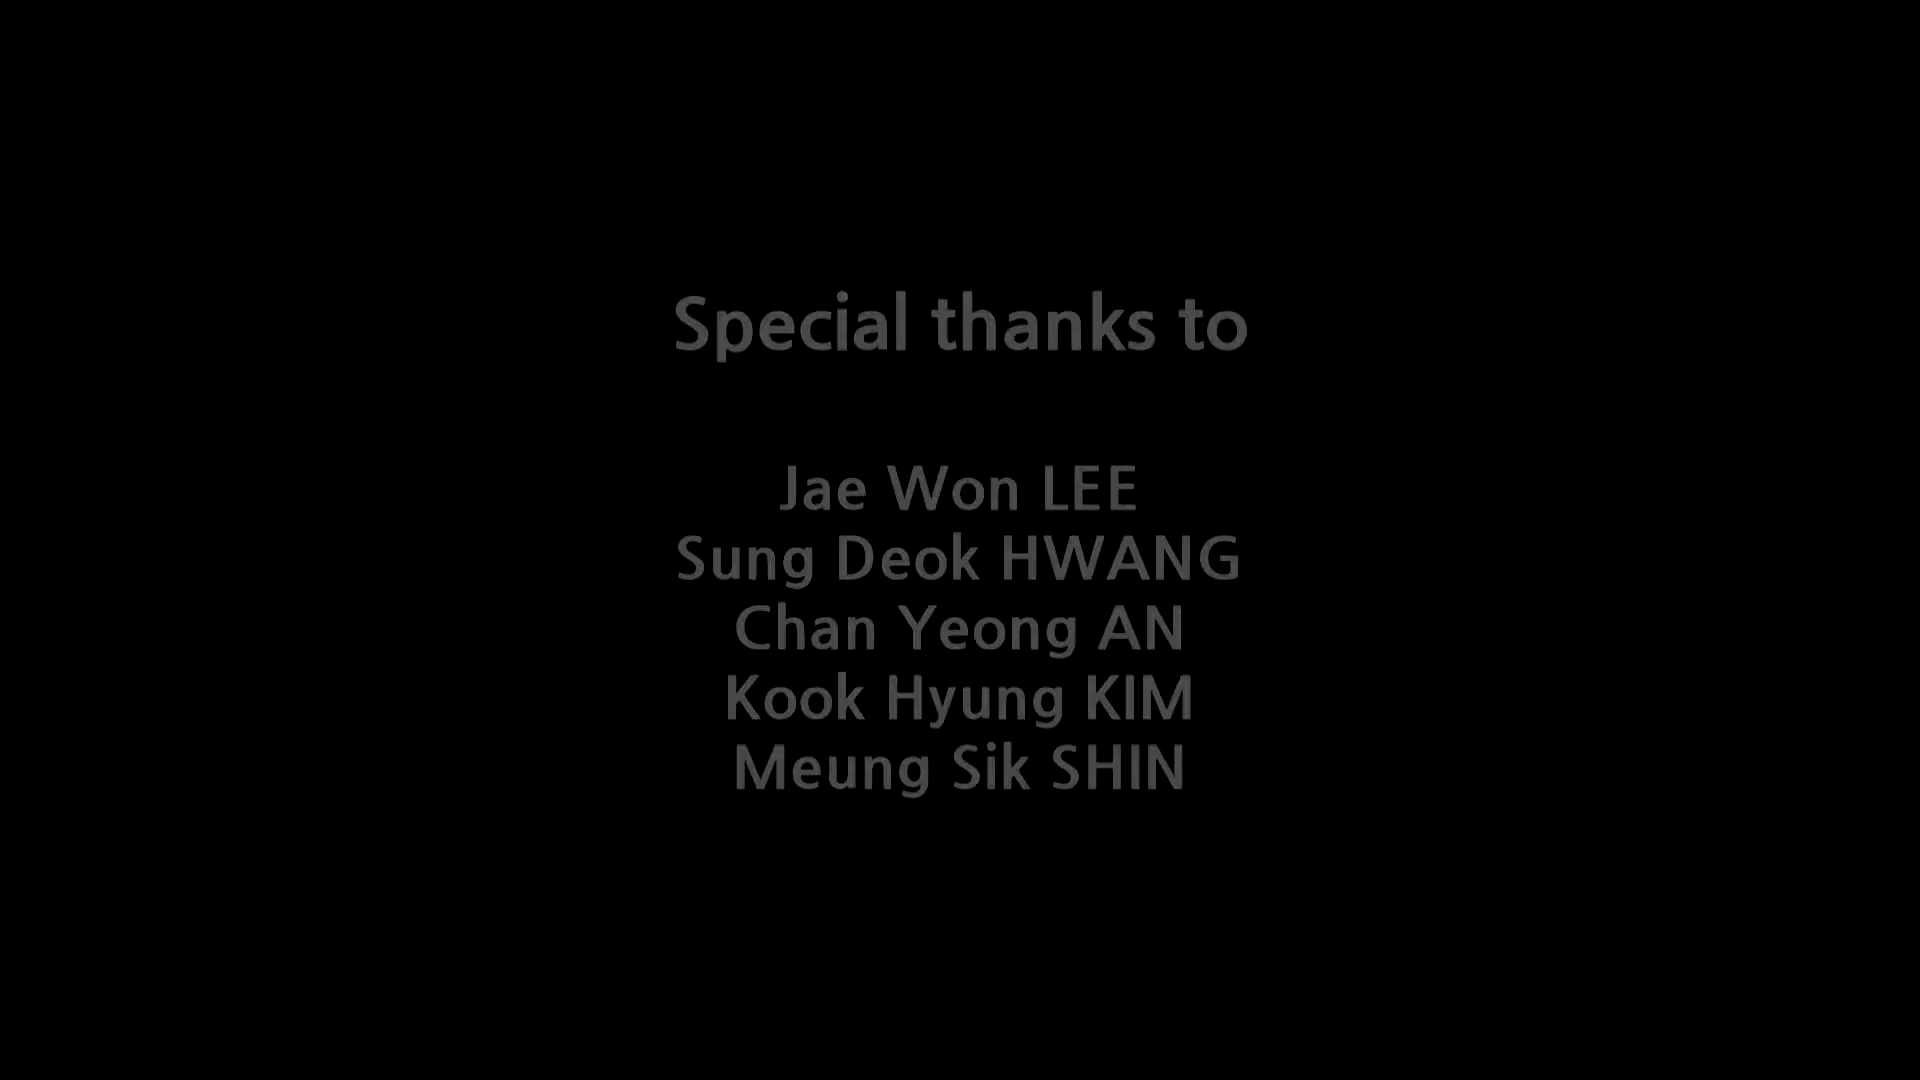 Special thanks to
Jae Won LEE
Sung Deok HWANG
Chan Yeong AN
Kook Hyung KIM
Meung Sik SHIN